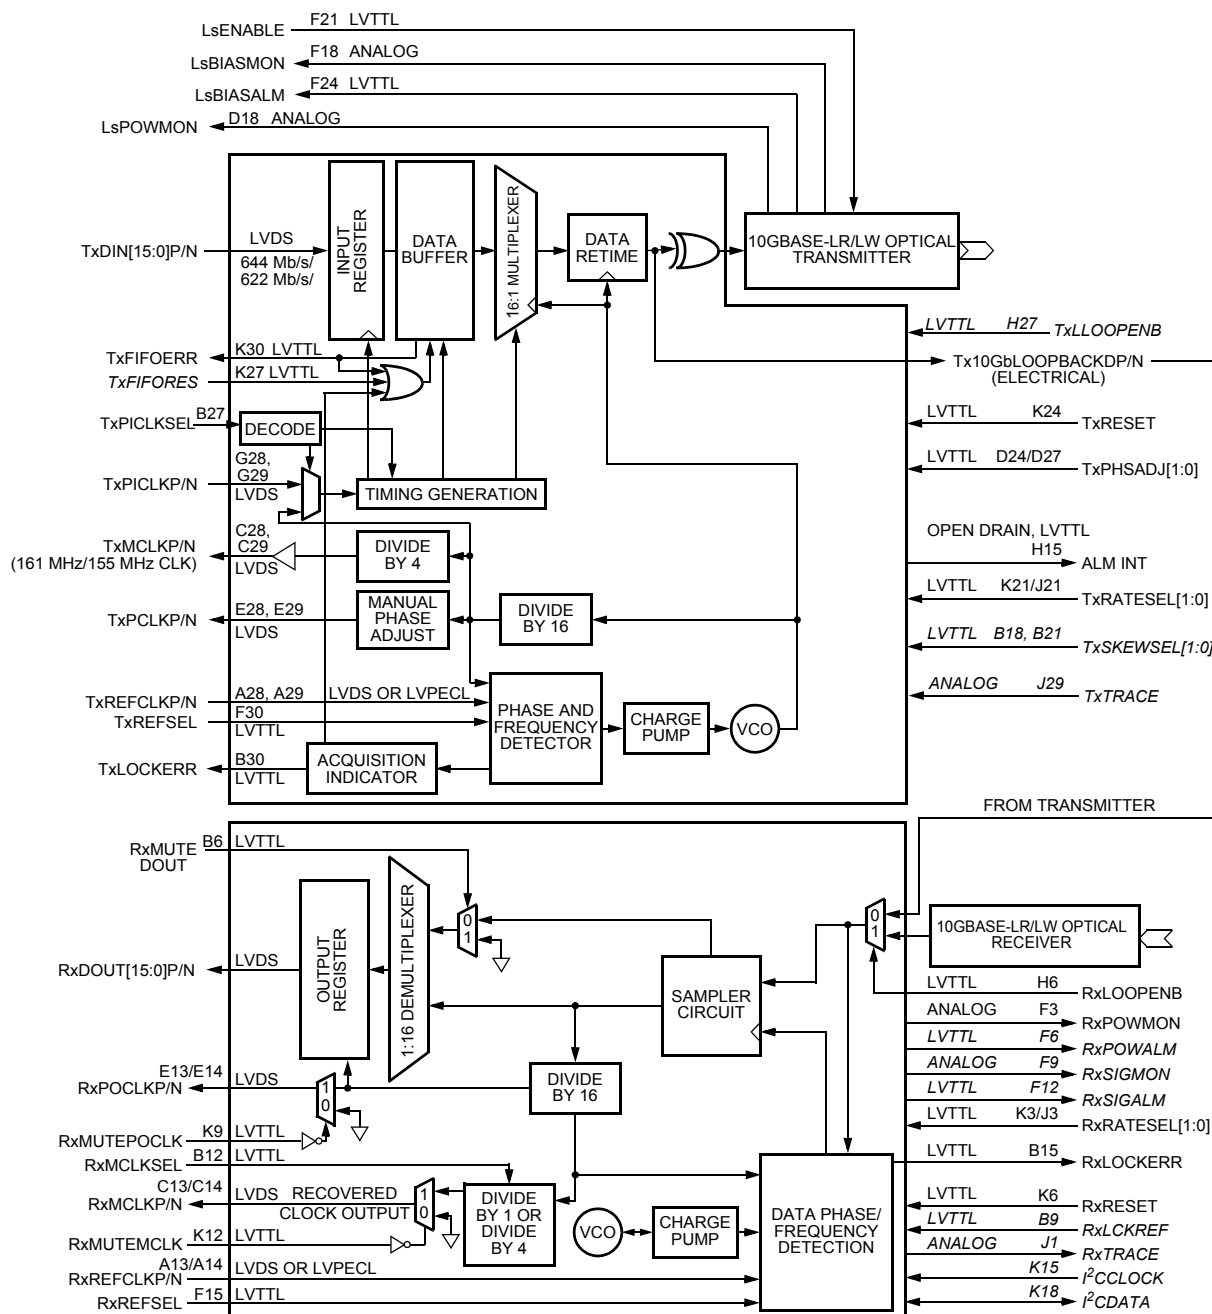 LsENABLE F21 LVTTL
LsBIASMON F18 ANALOG
LsBIASALM F24 LVTTL
LsPOWMON D18 ANALOG
TxDIN[15:0]P/N
LVDS
644 Mb/s/
622 Mb/s/
INPUT
REGISTER
DATA
BUFFER
16:1 MULTIPLEXER
DATA
RETIME
10GBASE-LR/LW OPTICAL
TRANSMITTER
LVTTL H27 TxLLOOPENB
TxFIFOERR K30 LVTTL
Tx10GbLOOPBACKDP/N
(ELECTRICAL)
TxFIFORES K27 LVTTL
TxPICLKSEL B27
DECODE
LVTTL K24 TxRESET
TxPICLKP/N
G28,
G29
LVDS
TIMING GENERATION
LVTTL D24/D27 TxPHSADJ[1:0]
TxMCLKP/N
(161 MHz/155 MHz CLK)
C28,
C29
LVDS
DIVIDE
BY 4
OPEN DRAIN, LVTTL
H15 ALM INT
TxPCLKP/N
E28, E29
LVDS
MANUAL
PHASE
ADJUST
DIVIDE
BY 16
LVTTL K21/J21 TxRATESEL[1:0]
LVTTL B18, B21 TxSKEWSEL[1:0]
ANALOG J29 TxTRACE
TxREFCLKP/N A28, A29 LVDS OR LVPECL
TxREFSEL F30
LVTTL
PHASE AND
FREQUENCY
DETECTOR
CHARGE
PUMP
VCO
TxLOCKERR B30
LVTTL
ACQUISITION
INDICATOR
FROM TRANSMITTER
RxMUTE
DOUT
B6 LVTTL
OUTPUT
REGISTER
1:16 DEMULTIPLEXER
0
1
0
1
10GBASE-LR/LW OPTICAL
RECEIVER
RxDOUT[15:0]P/N LVDS
SAMPLER
CIRCUIT
LVTTL H6 RxLOOPENB
ANALOG F3 RxPOWMON
LVTTL F6 RxPOWALM
ANALOG F9 RxSIGMON
LVTTL F12 RxSIGALM
LVTTL K3/J3 RxRATESEL[1:0]
RxPOCLKP/N E13/E14 LVDS
1
0
DIVIDE
BY 16
RxMUTEPOCLK K9 LVTTL
RxMCLKSEL B12 LVTTL
LVTTL B15 RxLOCKERR
RxMCLKP/N C13/C14 LVDS
RECOVERED
CLOCK OUTPUT
1
0
DIVIDE
BY 1 OR
DIVIDE
BY 4
VCO
CHARGE
PUMP
DATA PHASE/
FREQUENCY
DETECTION
LVTTL K6 RxRESET
LVTTL B9 RxLCKREF
ANALOG J1 RxTRACE
RxMUTEMCLK K12 LVTTL
RxREFCLKP/N A13/A14 LVDS OR LVPECL
K15 I²CCLOCK
RxREFSEL F15 LVTTL
K18 I²CDATA